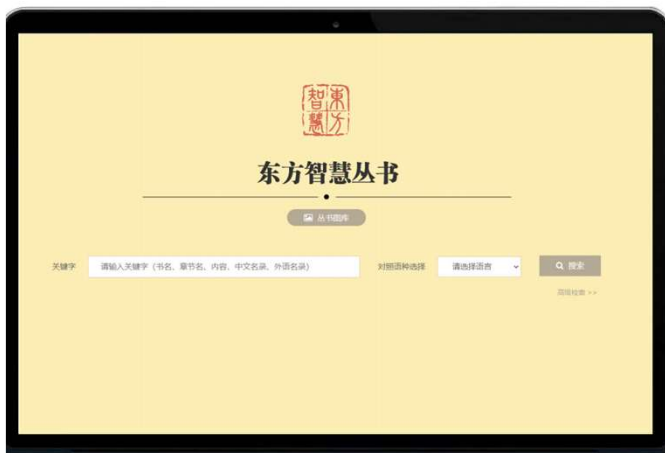 東方
智慧
东方智慧丛书
丛书图库
关键字 请输入关键字（书名、章节名、内容、中文名录、外语名录） 对照语种选择 请选择语言 搜索
高级检索 >>